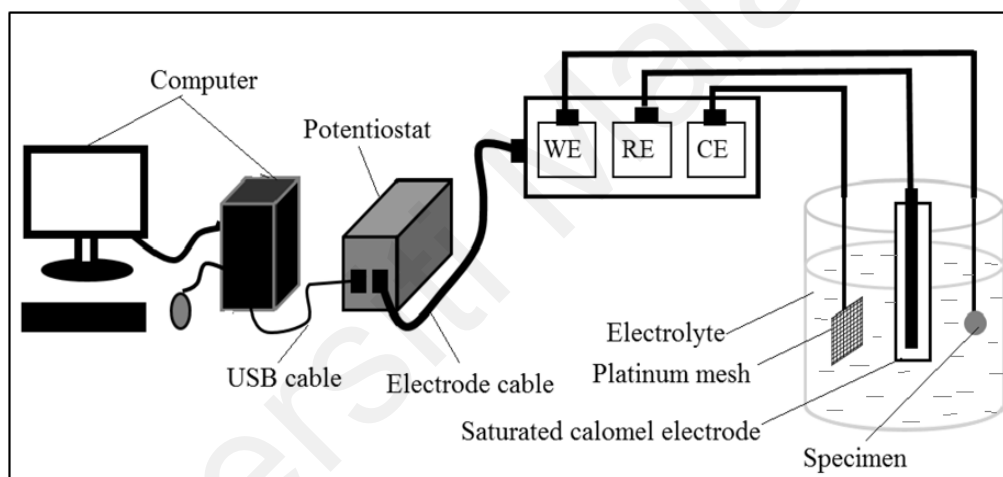 Computer
Potentiostat
WE
RE
CE
Electrolyte
Platinum mesh
USB cable
Electrode cable
Saturated calomel electrode
Specimen